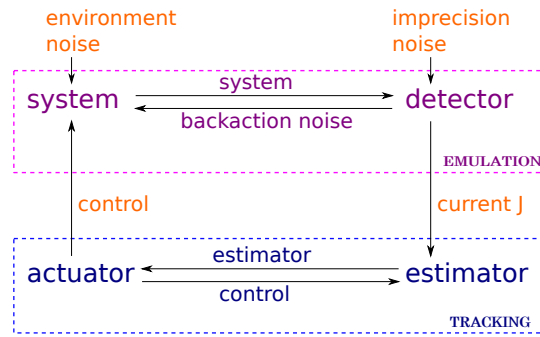 environment
noise
imprecision
noise
system
system
detector
backaction noise
EMULATION
control
current J
estimator
actuator
estimator
control
TRACKING